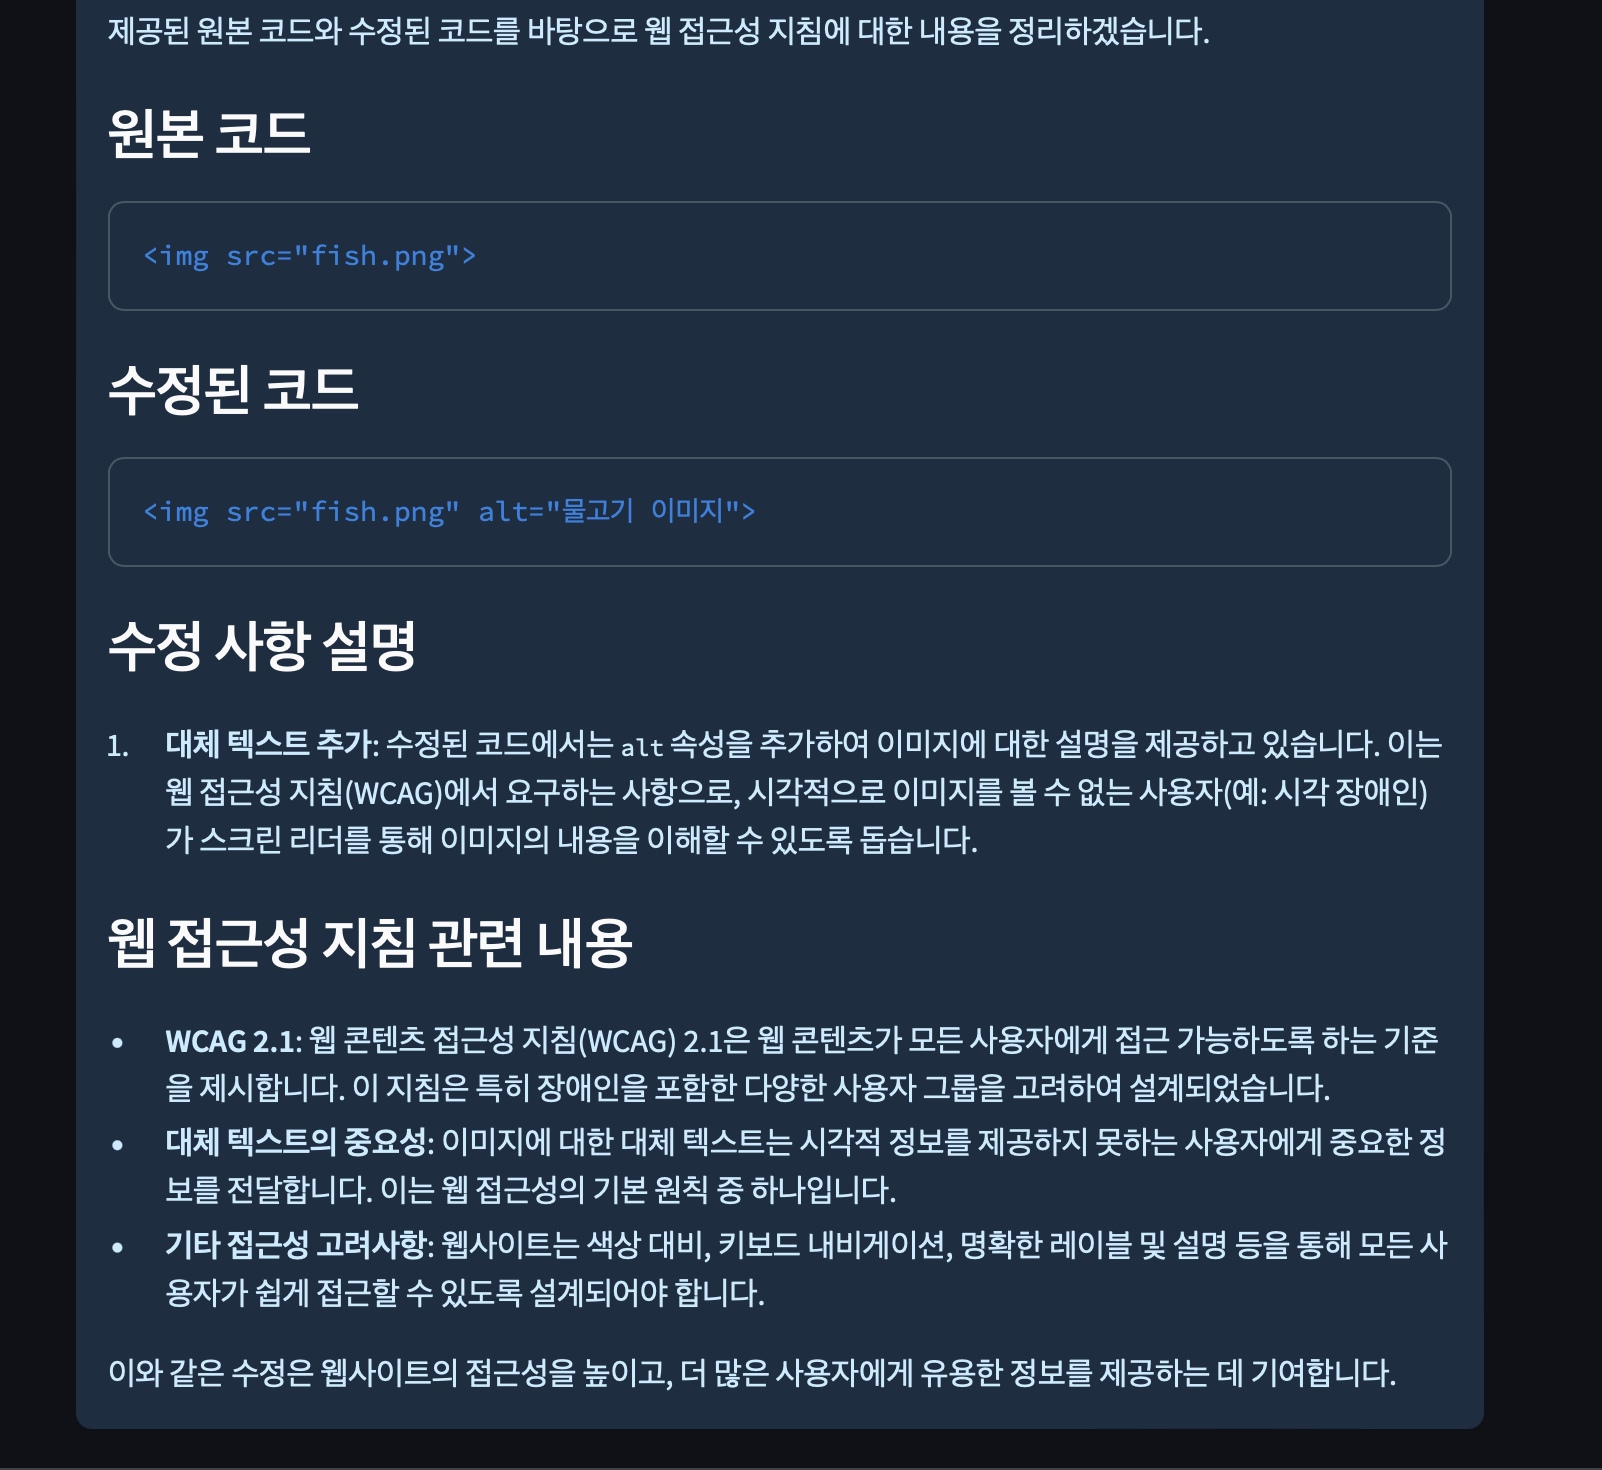 제공된 원본 코드와 수정된 코드를 바탕으로 웹 접근성 지침에 대한 내용을 정리하겠습니다.
원본 코드
<img src="fish.png">
수정된 코드
<img src="fish.png" alt="물고기 이미지">
수정 사항 설명
1. 대체 텍스트 추가: 수정된 코드에서는 alt 속성을 추가하여 이미지에 대한 설명을 제공하고 있습니다. 이는
웹 접근성 지침(WCAG)에서 요구하는 사항으로, 시각적으로 이미지를 볼 수 없는 사용자(예: 시각 장애인)
가 스크린 리더를 통해 이미지의 내용을 이해할 수 있도록 돕습니다.
웹 접근성 지침 관련 내용
• WCAG 2.1: 웹 콘텐츠 접근성 지침(WCAG) 2.1은 웹 콘텐츠가 모든 사용자에게 접근 가능하도록 하는 기준
을 제시합니다. 이 지침은 특히 장애인을 포함한 다양한 사용자 그룹을 고려하여 설계되었습니다.
• 대체 텍스트의 중요성: 이미지에 대한 대체 텍스트는 시각적 정보를 제공하지 못하는 사용자에게 중요한 정
보를 전달합니다. 이는 웹 접근성의 기본 원칙 중 하나입니다.
• 기타 접근성 고려사항: 웹사이트는 색상 대비, 키보드 내비게이션, 명확한 레이블 및 설명 등을 통해 모든 사
용자가 쉽게 접근할 수 있도록 설계되어야 합니다.
이와 같은 수정은 웹사이트의 접근성을 높이고, 더 많은 사용자에게 유용한 정보를 제공하는 데 기여합니다.